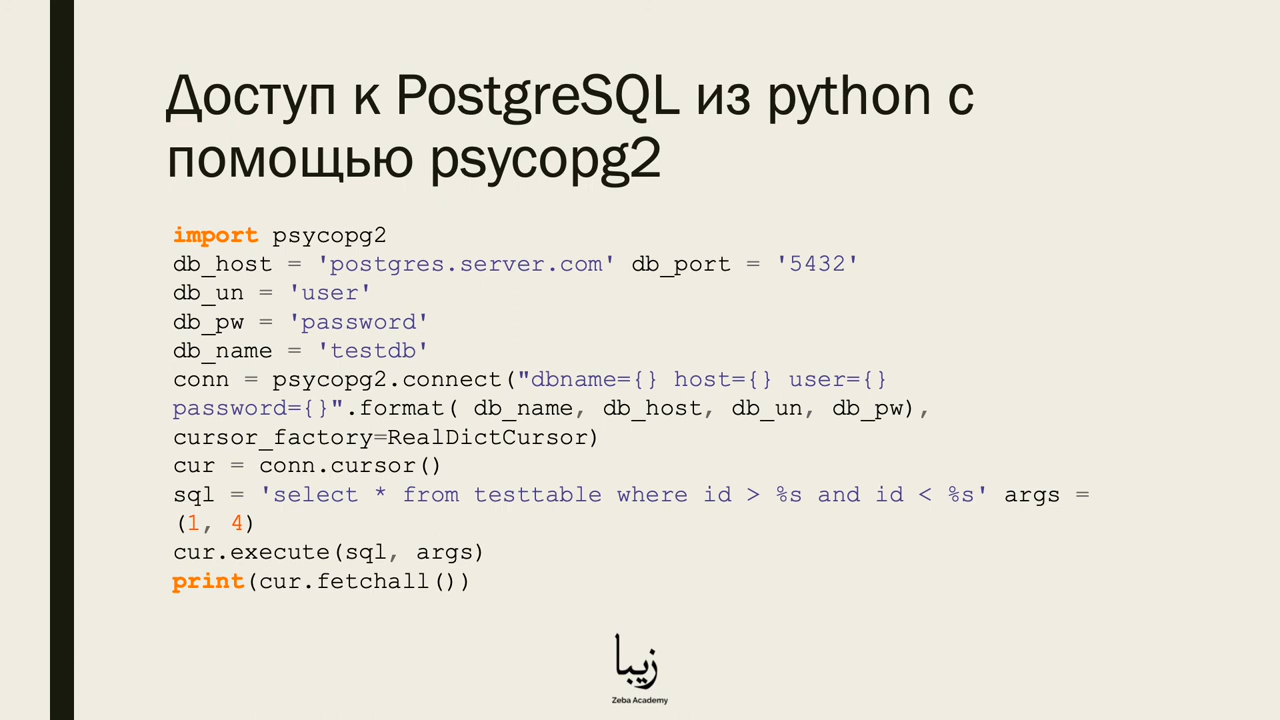 Доступ к PostgreSQL из python с
помощью psycopg2
import psycopg2
db_host = 'postgres.server.com' db_port = '5432'
db_un = 'user'
db_pw = 'password'
db_name = 'testdb'
conn = psycopg2.connect("dbname={} host={} user={}
password={}".format( db_name, db_host, db_un, db_pw),
cursor_factory=RealDictCursor)
cur = conn.cursor()
sql = 'select * from testtable where id > %s and id < %s' args =
(1, 4)
cur.execute(sql, args)
print(cur.fetchall())
زیبا
Zeba Academy